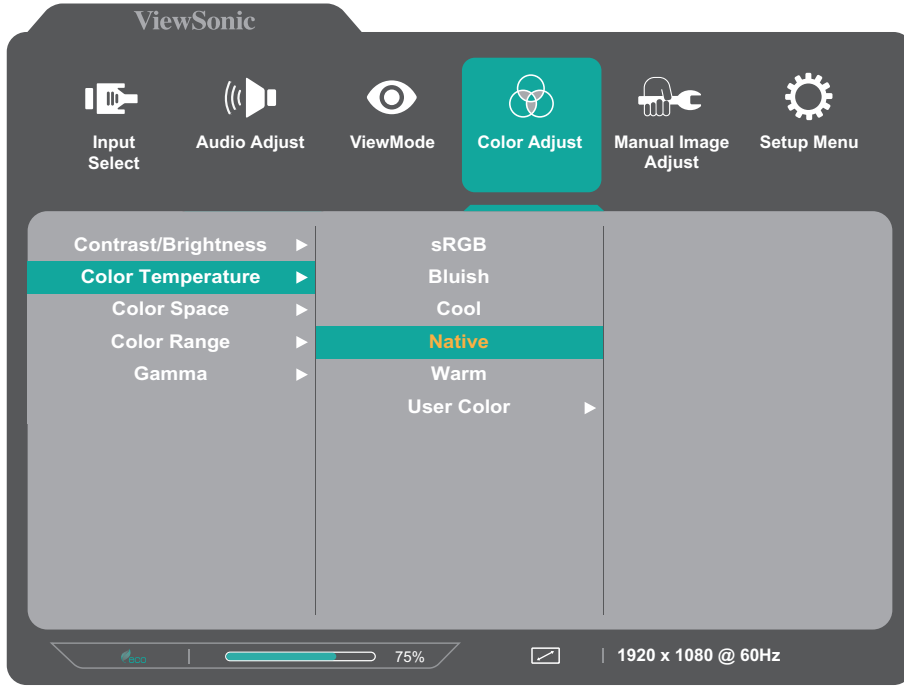 ViewSonic
Input
Select
Audio Adjust
ViewMode
Color Adjust
Manual Image
Adjust
Setup Menu
Contrast/Brightness
Color Temperature
Color Space
Color Range
Gamma
sRGB
Bluish
Cool
Native
Warm
User Color
eco
75%
1920 x 1080 @ 60Hz